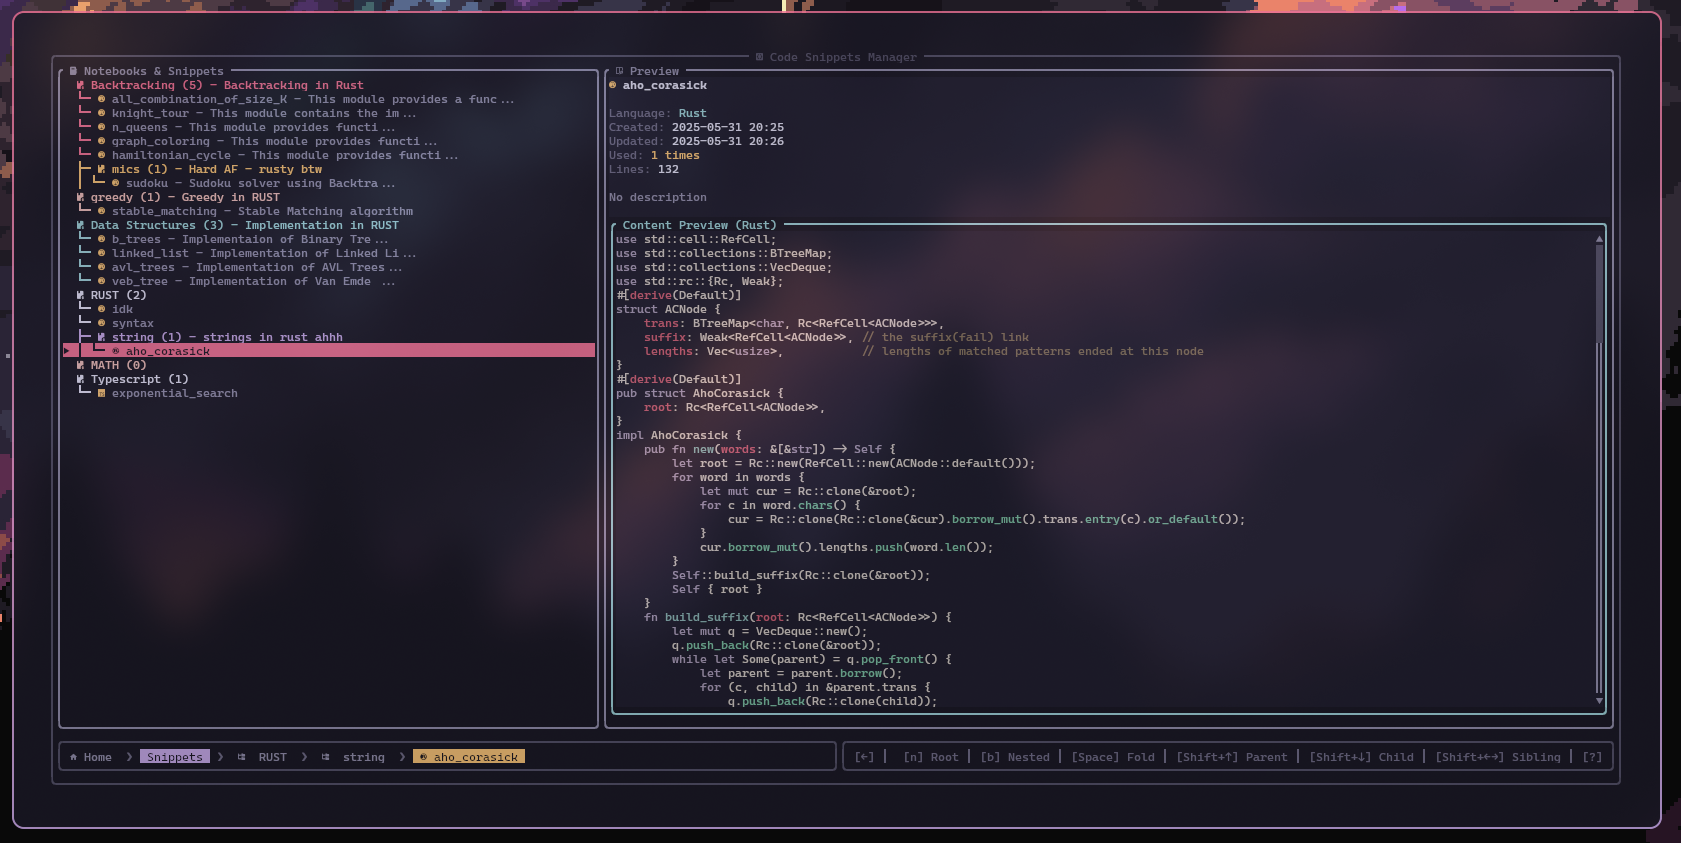 Code Snippets Manager
Notebooks & Snippets
Backtracking (5) - Backtracking in Rust
all_combination_of_size_K - This module provides a func...
knight_tour - This module contains the im...
n_queens - This module provides functi...
graph_coloring - This module provides functi...
hamiltonian_cycle - This module provides functi...
mics (1) - Hard AF - rusty btw
sudoku - Sudoku solver using Backtra...
greedy (1) - Greedy in RUST
stable_matching - Stable Matching algorithm
Data Structures (3) - Implementation in RUST
b_trees - Implementaion of Binary Tre...
linked_list - Implementation of Linked Li...
avl_trees - Implementation of AVL Trees...
veb_tree - Implementation of Van Emde ...
RUST (2)
idk
syntax
string (1) - strings in rust ahhh
aho_corasick
MATH (0)
Typescript (1)
exponential_search
Preview
aho_corasick
Language: Rust
Created: 2025-05-31 20:25
Updated: 2025-05-31 20:26
Used: 1 times
Lines: 132
No description
Content Preview (Rust)
use std::cell::RefCell;
use std::collections::BTreeMap;
use std::collections::VecDeque;
use std::rc::{Rc, Weak};
#[derive(Default)]
struct ACNode {
    trans: BTreeMap<char, Rc<RefCell<ACNode>>>,
    suffix: Weak<RefCell<ACNode>>, // the suffix(fail) link
    lengths: Vec<usize>,           // lengths of matched patterns ended at this node
}
#[derive(Default)]
pub struct AhoCorasick {
    root: Rc<RefCell<ACNode>>,
}
impl AhoCorasick {
    pub fn new(words: &[&str]) -> Self {
        let root = Rc::new(RefCell::new(ACNode::default()));
        for word in words {
            let mut cur = Rc::clone(&root);
            for c in word.chars() {
                cur = Rc::clone(Rc::clone(&cur).borrow_mut().trans.entry(c).or_default());
            }
            cur.borrow_mut().lengths.push(word.len());
        }
        Self::build_suffix(Rc::clone(&root));
        Self { root }
    }
    fn build_suffix(root: Rc<RefCell<ACNode>>) {
        let mut q = VecDeque::new();
        q.push_back(Rc::clone(&root));
        while let Some(parent) = q.pop_front() {
            let parent = parent.borrow();
            for (c, child) in &parent.trans {
                q.push_back(Rc::clone(child));
Home > Snippets > RUST > string > aho_corasick
[←] | [n] Root | [b] Nested | [Space] Fold | [Shift+↑] Parent | [Shift+↓] Child | [Shift+←→] Sibling | [?]